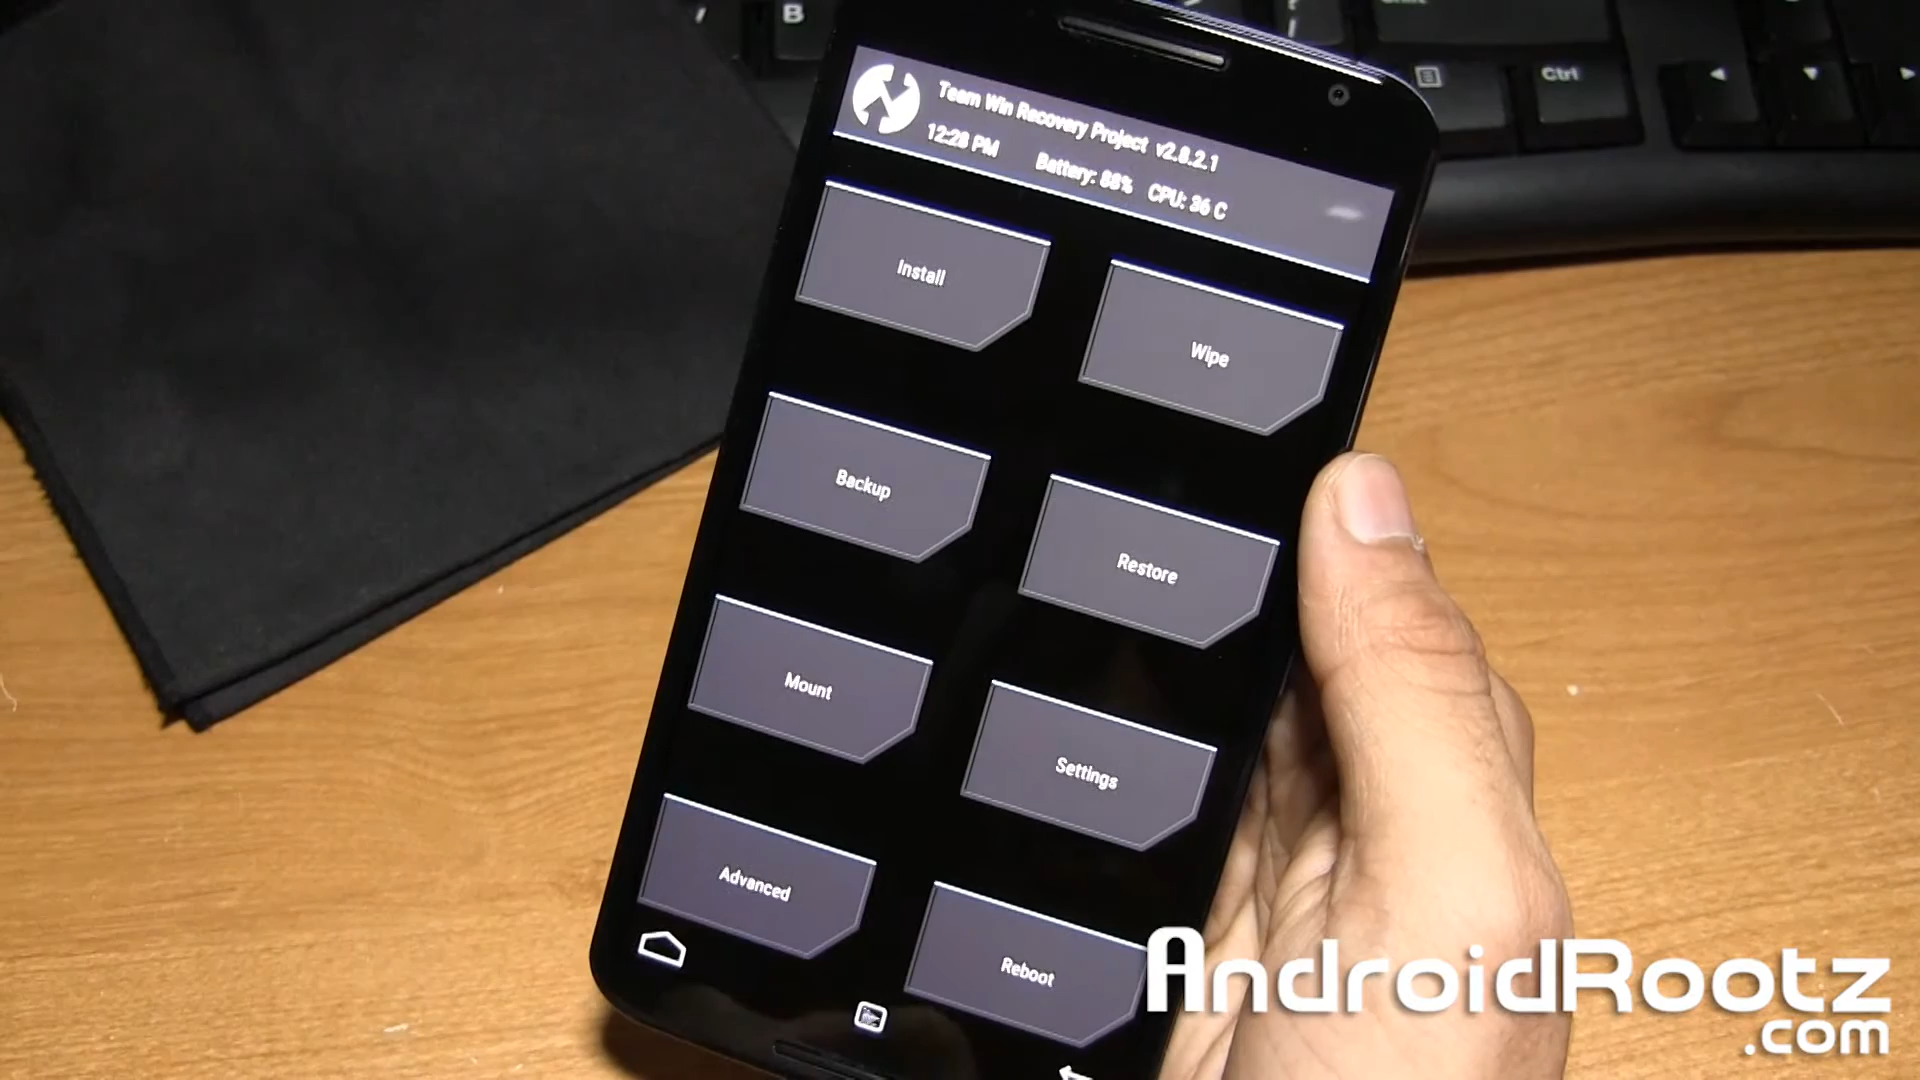 B
Ctrl
Team Win Recovery Project v2.8.2.1
12:28 PM Battery: 88% CPU: 36 C
Install
Wipe
Backup
Restore
Mount
Settings
Advanced
Reboot
AndroidRootz
.com